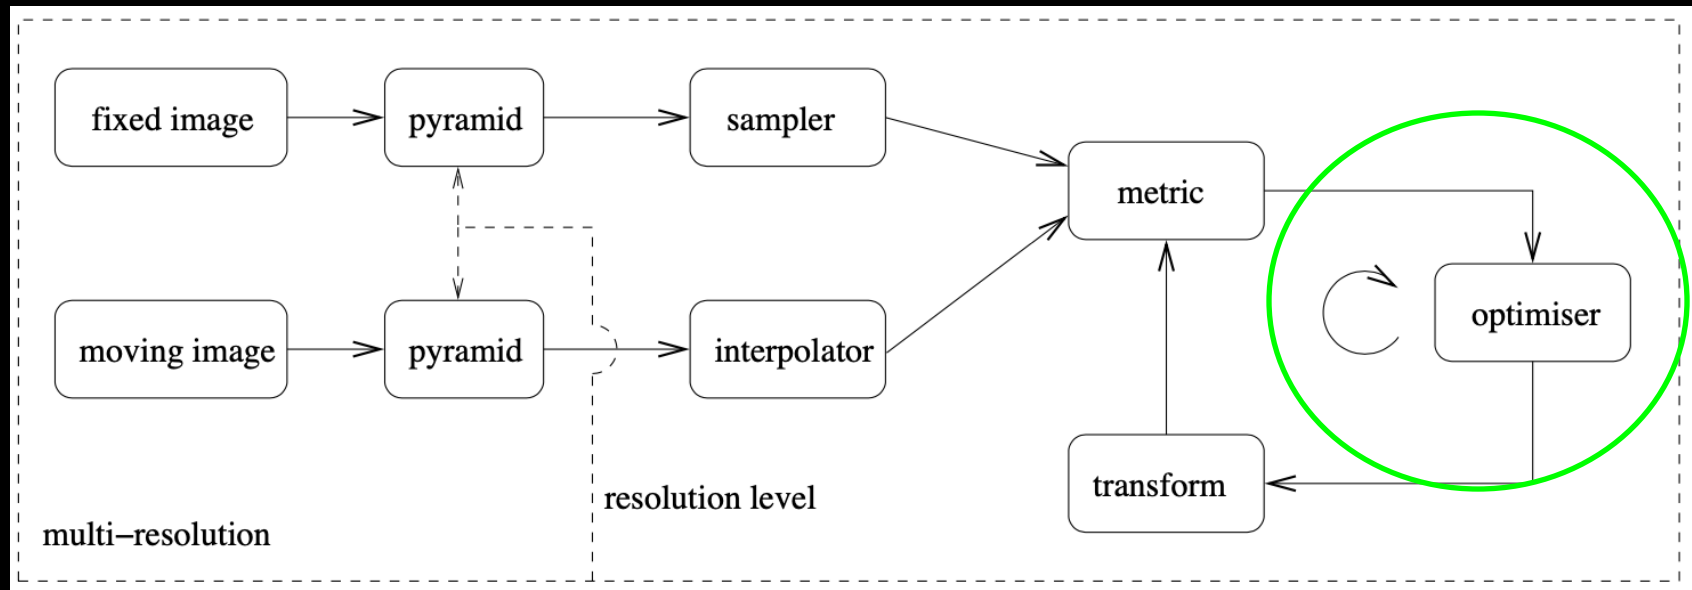 fixed image
pyramid
sampler
metric
moving image
pyramid
interpolator
optimiser
transform
resolution level
multi−resolution